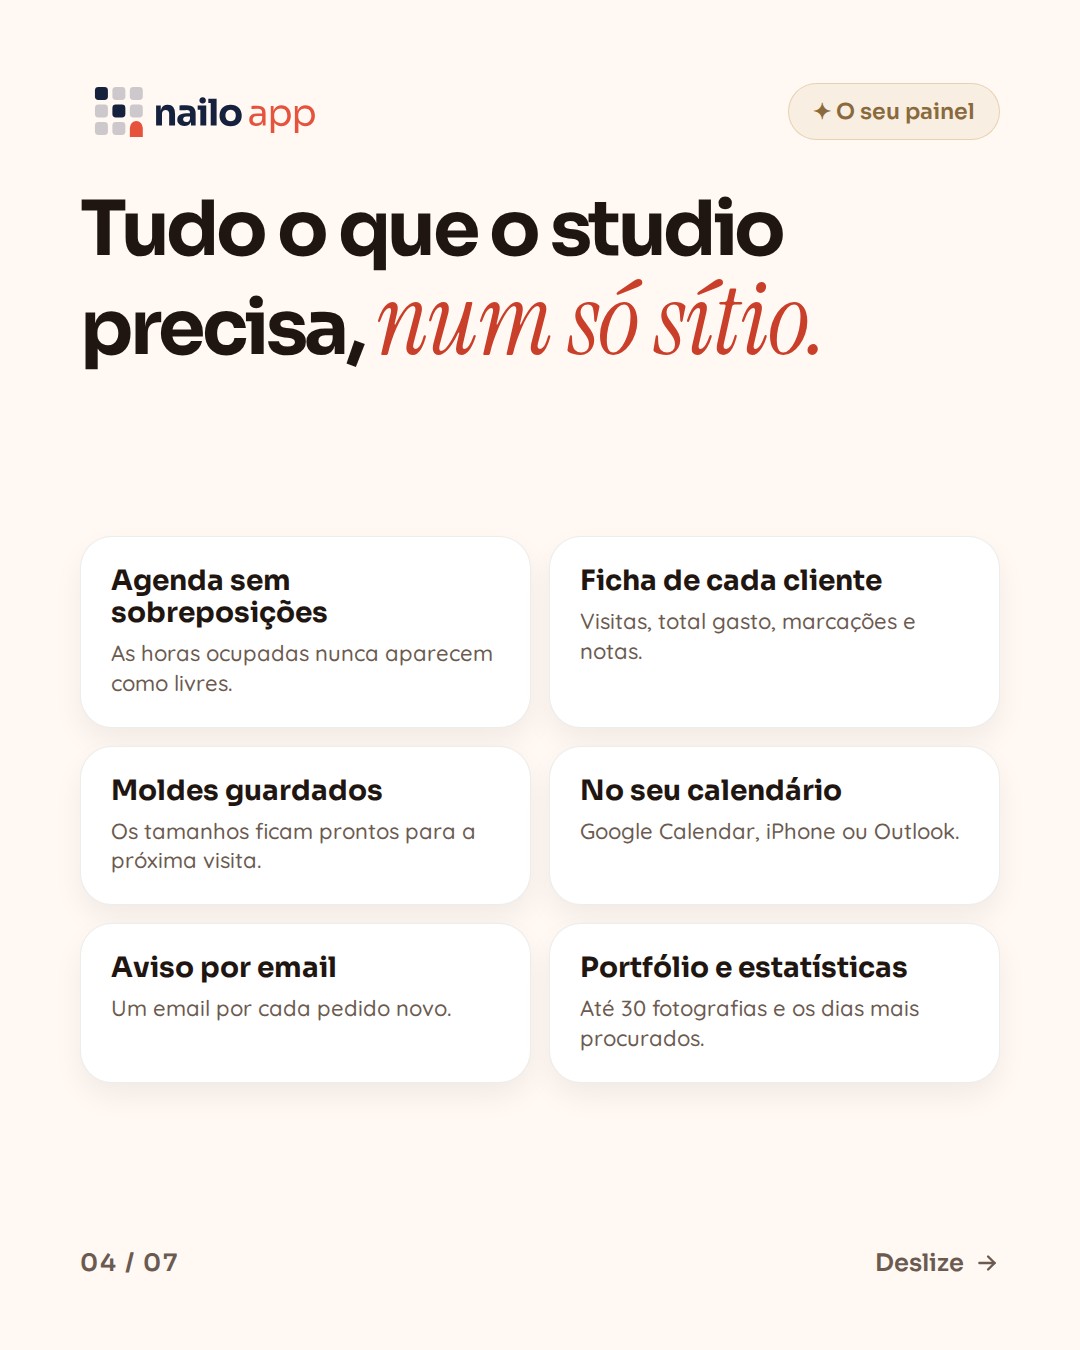 nailo app
✦ O seu painel
Tudo o que o studio
precisa, num só sítio.
Agenda sem
sobreposições
As horas ocupadas nunca aparecem
como livres.
Ficha de cada cliente
Visitas, total gasto, marcações e
notas.
Moldes guardados
Os tamanhos ficam prontos para a
próxima visita.
No seu calendário
Google Calendar, iPhone ou Outlook.
Aviso por email
Um email por cada pedido novo.
Portfólio e estatísticas
Até 30 fotografias e os dias mais
procurados.
04 / 07
Deslize →